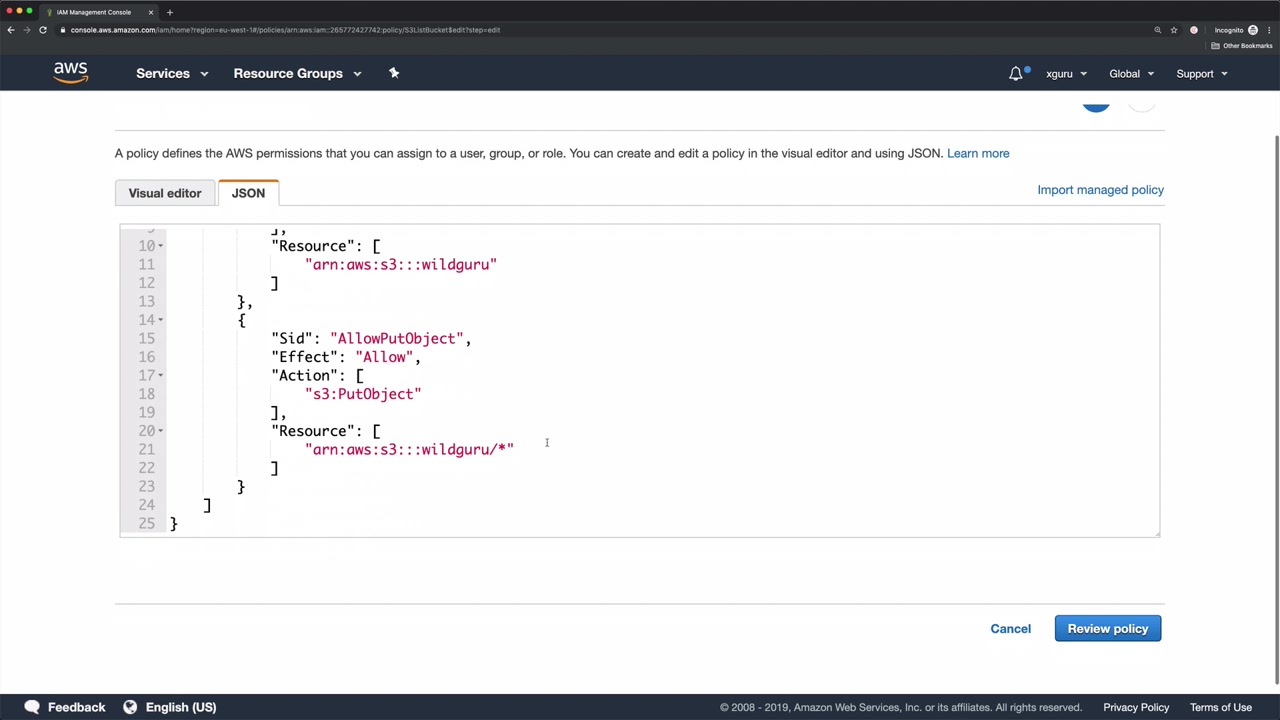 IAM Management Console
console.aws.amazon.com/iam/home?region=eu-west-1#/policies/arn:aws:iam::265772427742:policy/S3ListBucket$edit?step=edit
Incognito
Other Bookmarks
aws
Services
Resource Groups
xguru
Global
Support
A policy defines the AWS permissions that you can assign to a user, group, or role. You can create and edit a policy in the visual editor and using JSON. Learn more
Visual editor
JSON
Import managed policy
9 ],
10 "Resource": [
11 "arn:aws:s3:::wildguru"
12 ]
13 },
14 {
15 "Sid": "AllowPutObject",
16 "Effect": "Allow",
17 "Action": [
18 "s3:PutObject"
19 ],
20 "Resource": [
21 "arn:aws:s3:::wildguru/*"
22 ]
23 }
24 ]
25 }
Cancel
Review policy
Feedback
English (US)
© 2008 - 2019, Amazon Web Services, Inc. or its affiliates. All rights reserved.
Privacy Policy
Terms of Use